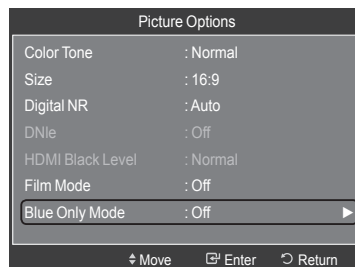 Picture Options
Color Tone : Normal
Size : 16:9
Digital NR : Auto
DNIe : Off
HDMI Black Level : Normal
Film Mode : Off
Blue Only Mode : Off
Move Enter Return